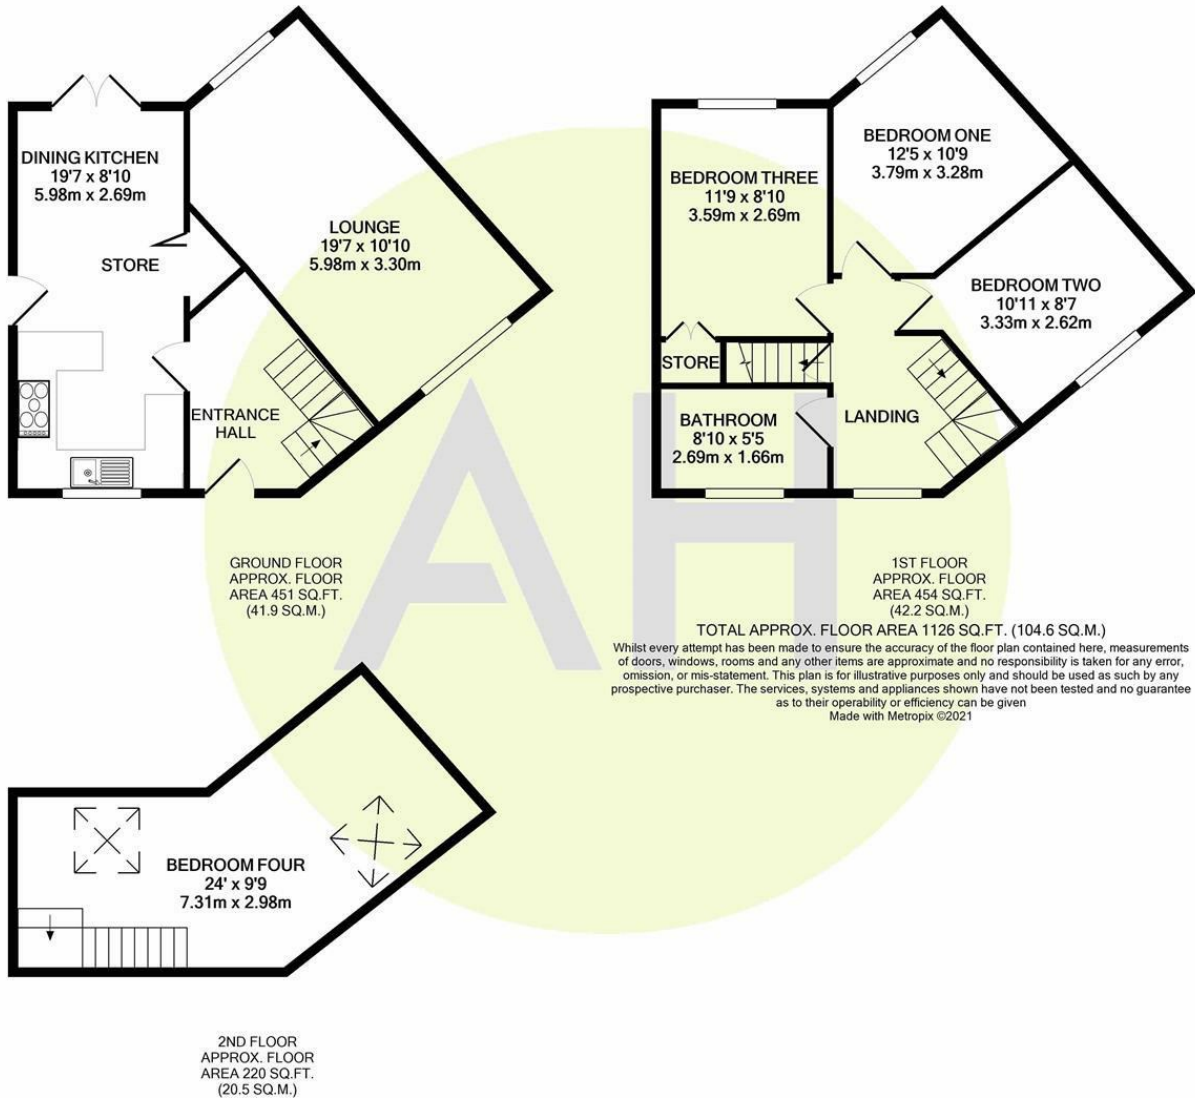 DINING KITCHEN
19'7 x 8'10
5.98m x 2.69m
STORE
LOUNGE
19'7 x 10'10
5.98m x 3.30m
ENTRANCE
HALL
GROUND FLOOR
APPROX. FLOOR
AREA 451 SQ.FT.
(41.9 SQ.M.)
BEDROOM ONE
12'5 x 10'9
3.79m x 3.28m
BEDROOM THREE
11'9 x 8'10
3.59m x 2.69m
BEDROOM TWO
10'11 x 8'7
3.33m x 2.62m
STORE
BATHROOM
8'10 x 5'5
2.69m x 1.66m
LANDING
1ST FLOOR
APPROX. FLOOR
AREA 454 SQ.FT.
(42.2 SQ.M.)
AH
TOTAL APPROX. FLOOR AREA 1126 SQ.FT. (104.6 SQ.M.)
Whilst every attempt has been made to ensure the accuracy of the floor plan contained here, measurements
of doors, windows, rooms and any other items are approximate and no responsibility is taken for any error,
omission, or mis-statement. This plan is for illustrative purposes only and should be used as such by any
prospective purchaser. The services, systems and appliances shown have not been tested and no guarantee
as to their operability or efficiency can be given
Made with Metropix ©2021
BEDROOM FOUR
24' x 9'9
7.31m x 2.98m
2ND FLOOR
APPROX. FLOOR
AREA 220 SQ.FT.
(20.5 SQ.M.)